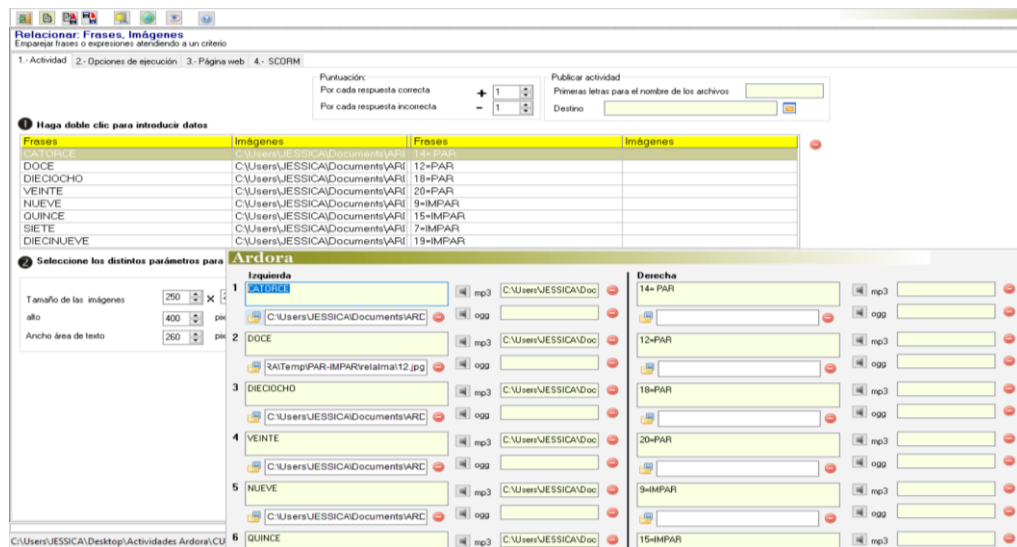 Relacionar: Frases, Imágenes
Emparejar frases o expresiones atendiendo a un criterio
1.- Actividad 2.- Opciones de ejecución 3.- Página web 4.- SCORM
Puntuación:
Por cada respuesta correcta + 1
Por cada respuesta incorrecta - 1
Publicar actividad
Primeras letras para el nombre de los archivos
Destino
1 Haga doble clic para introducir datos
Frases Imágenes Frases Imágenes
CATORCE C:\Users\JESSICA\Documents\ARI 14= PAR
DOCE C:\Users\JESSICA\Documents\ARI 12=PAR
DIECIOCHO C:\Users\JESSICA\Documents\ARI 18=PAR
VEINTE C:\Users\JESSICA\Documents\ARI 20=PAR
NUEVE C:\Users\JESSICA\Documents\ARI 9=IMPAR
QUINCE C:\Users\JESSICA\Documents\ARI 15=IMPAR
SIETE C:\Users\JESSICA\Documents\ARI 7=IMPAR
DIECINUEVE C:\Users\JESSICA\Documents\ARI 19=IMPAR
2 Seleccione los distintos parámetros para
Tamaño de las imágenes 250 X
alto 400
Ancho área de texto 260
C:\Users\JESSICA\Desktop\Actividades Ardora\CU
Ardora
Izquierda Derecha
1 CATORCE mp3 C:\Users\JESSICA\Doc 14= PAR mp3
C:\Users\JESSICA\Documents\ARD ogg ogg
2 DOCE mp3 C:\Users\JESSICA\Doc 12=PAR mp3
RA\Temp\PAR-IMPAR\relaIma\12.jpg ogg ogg
3 DIECIOCHO mp3 C:\Users\JESSICA\Doc 18=PAR mp3
C:\Users\JESSICA\Documents\ARD ogg ogg
4 VEINTE mp3 C:\Users\JESSICA\Doc 20=PAR mp3
C:\Users\JESSICA\Documents\ARD ogg ogg
5 NUEVE mp3 C:\Users\JESSICA\Doc 9=IMPAR mp3
C:\Users\JESSICA\Documents\ARD ogg ogg
6 QUINCE mp3 C:\Users\JESSICA\Doc 15=IMPAR mp3